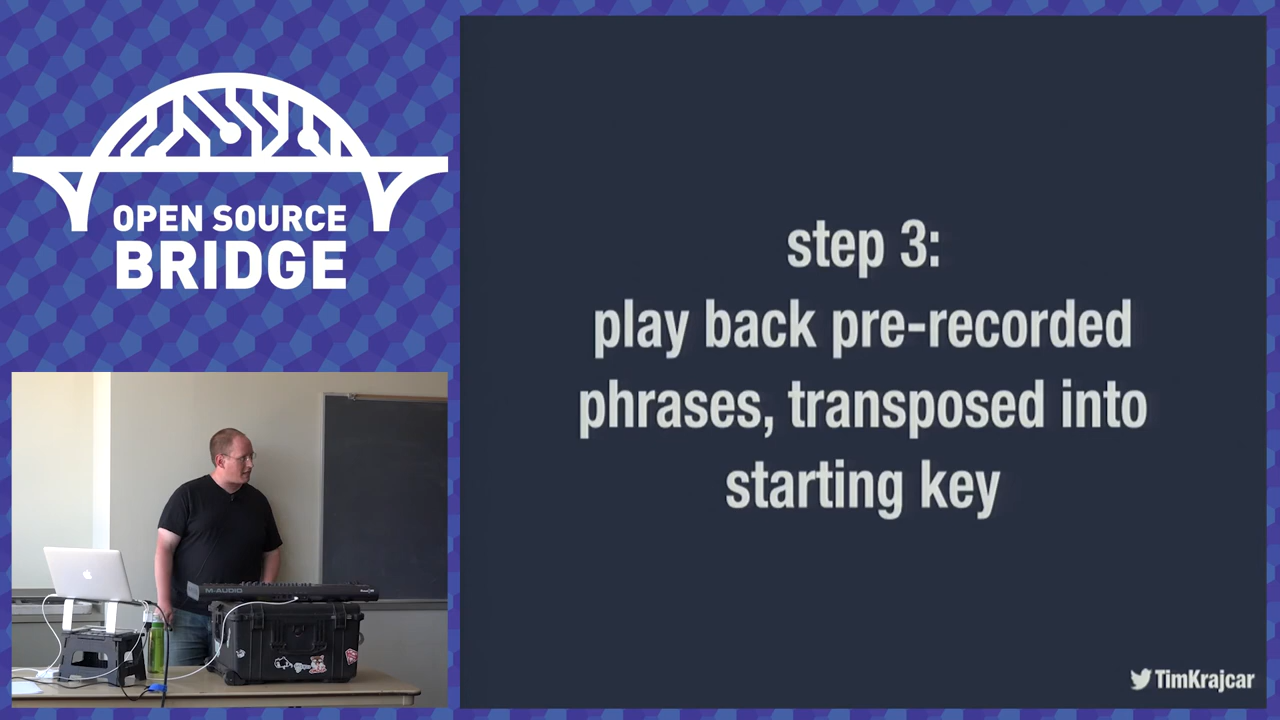 OPEN SOURCE
BRIDGE
step 3:
play back pre-recorded
phrases, transposed into
starting key
M-AUDIO
TimKrajcar